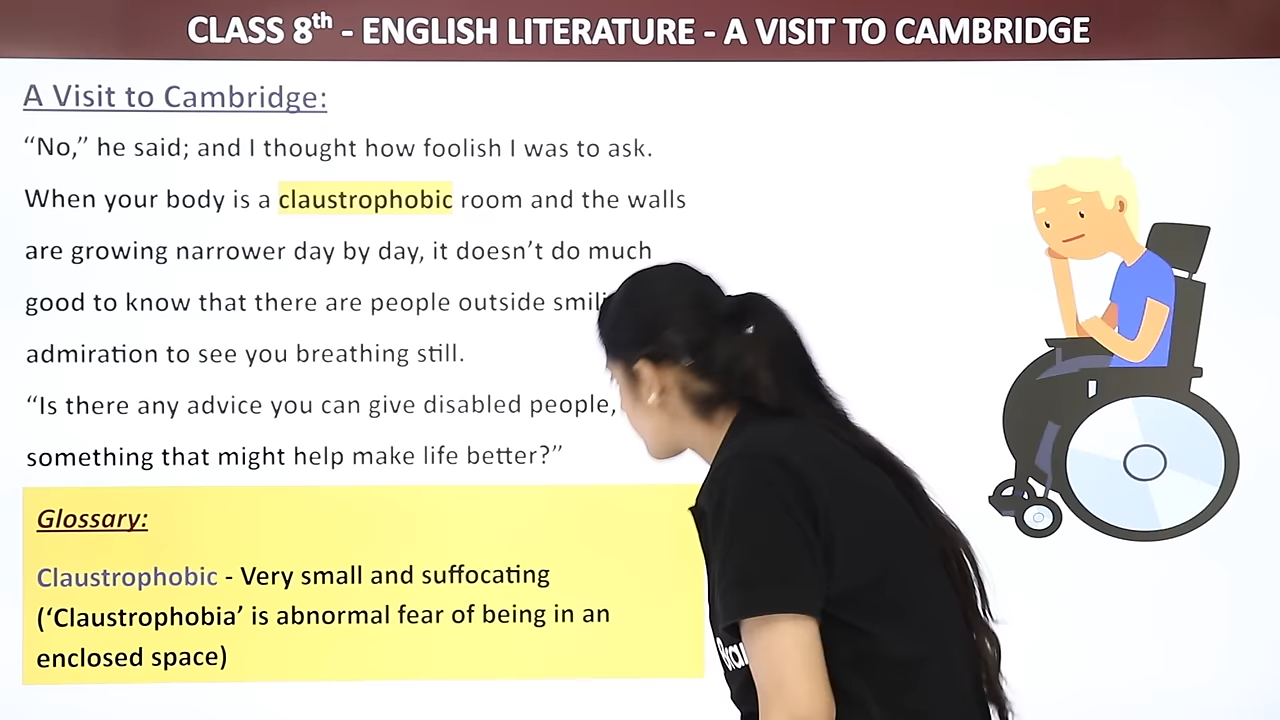 CLASS 8th - ENGLISH LITERATURE - A VISIT TO CAMBRIDGE
A Visit to Cambridge:
“No,” he said; and I thought how foolish I was to ask.
When your body is a claustrophobic room and the walls
are growing narrower day by day, it doesn’t do much
good to know that there are people outside
admiration to see you breathing still.
“Is there any advice you can give disabled people,
something that might help make life better?”
Glossary:
Claustrophobic - Very small and suffocating
(‘Claustrophobia’ is abnormal fear of being in an
enclosed space)